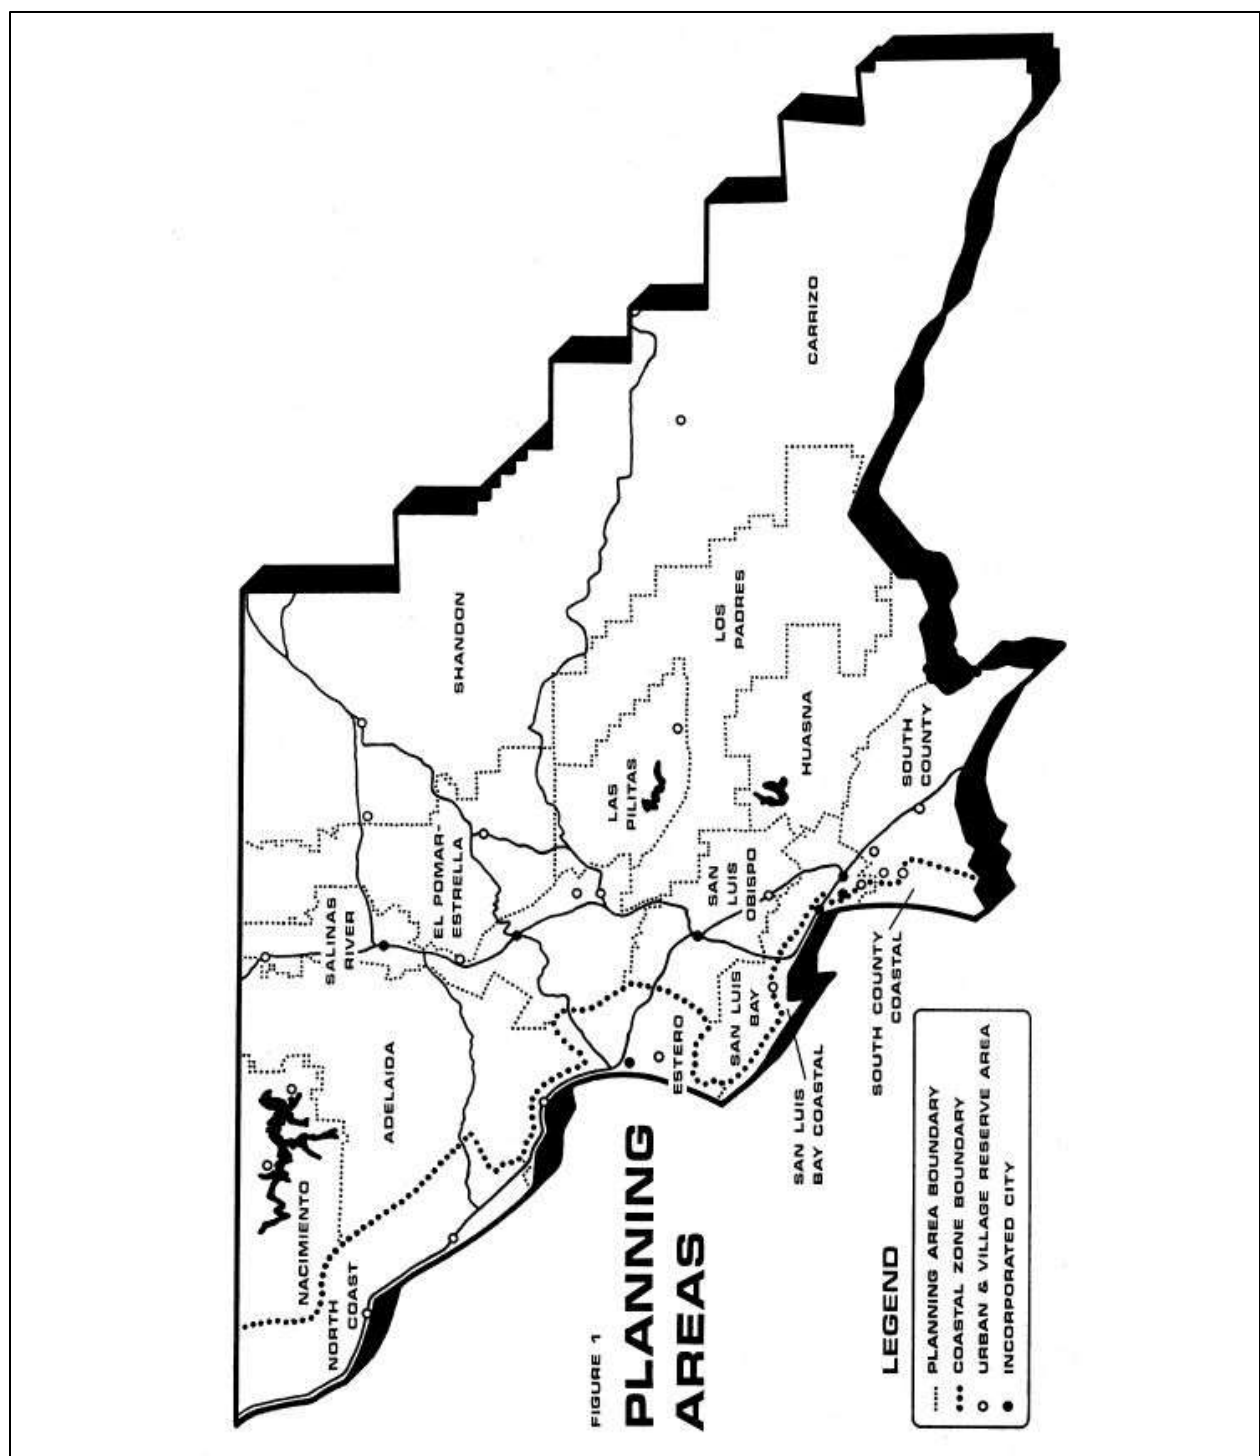 FIGURE 1
PLANNING
AREAS
NACIMIENTO
NORTH
COAST
ADELAIDA
SALINAS
RIVER
EL POMAR-
ESTRELLA
SHANDON
LAS
PILITAS
LOS
PADRES
CARRIZO
HUASNA
SAN
LUIS
OBISPO
ESTERO
SAN LUIS
BAY
SAN LUIS
BAY COASTAL
SOUTH
COUNTY
SOUTH COUNTY
COASTAL
LEGEND
PLANNING AREA BOUNDARY
COASTAL ZONE BOUNDARY
URBAN & VILLAGE RESERVE AREA
INCORPORATED CITY